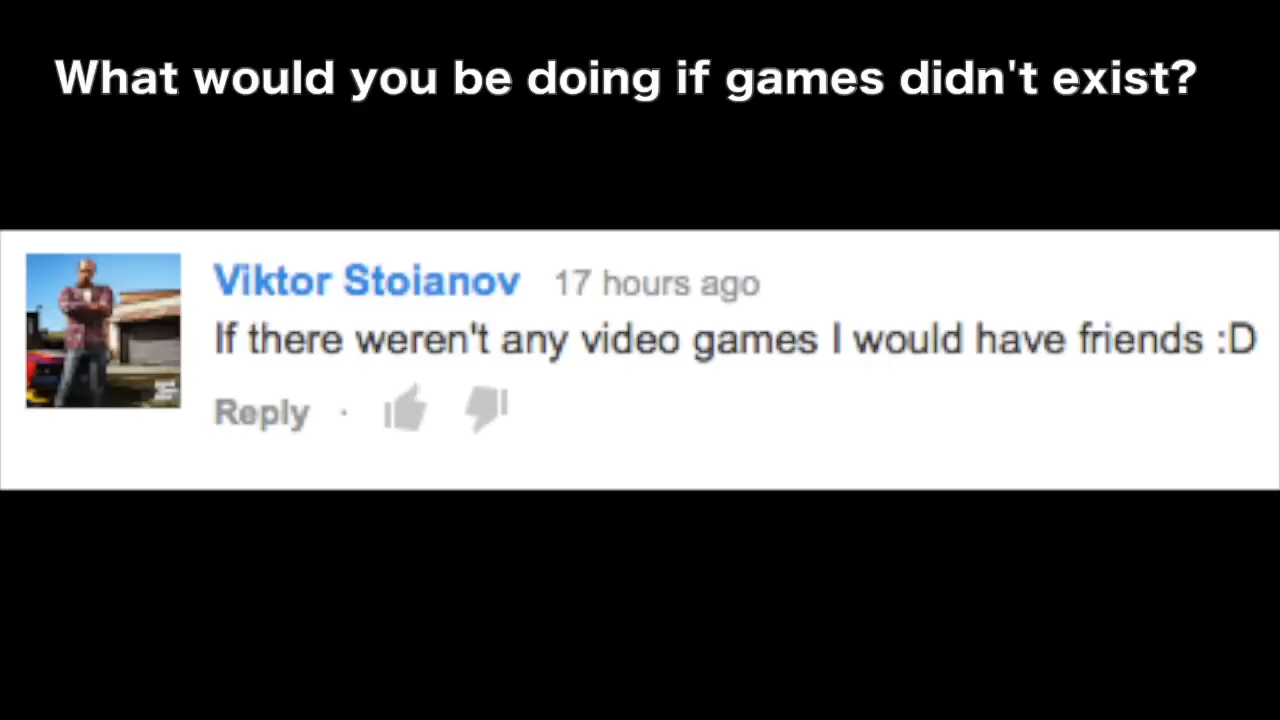 What would you be doing if games didn't exist?
Viktor Stoianov 17 hours ago
If there weren't any video games I would have friends :D
Reply ·